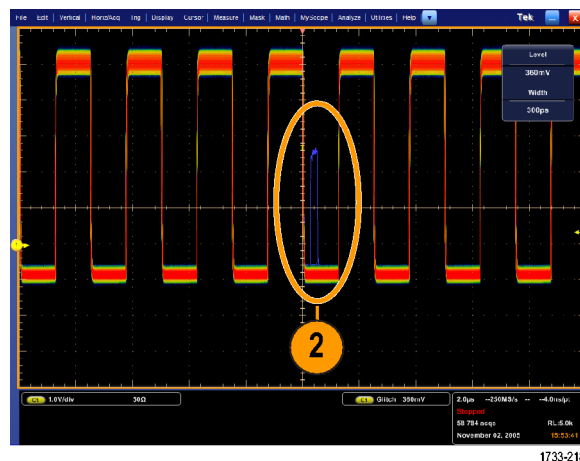 File | Edit | Vertical | Horiz/Acq | Trig | Display | Cursor | Measure | Mask | Math | MyScope | Analyze | Utilities | Help
Tek
Level
360mV
Width
300ps
2
C1 1.0V/div 50Ω
C1 Glitch 360mV
2.0µs 250MS/s 4.0ns/pt
Stopped
58 784 acqs RL:5.0k
November 02, 2005 15:53:41